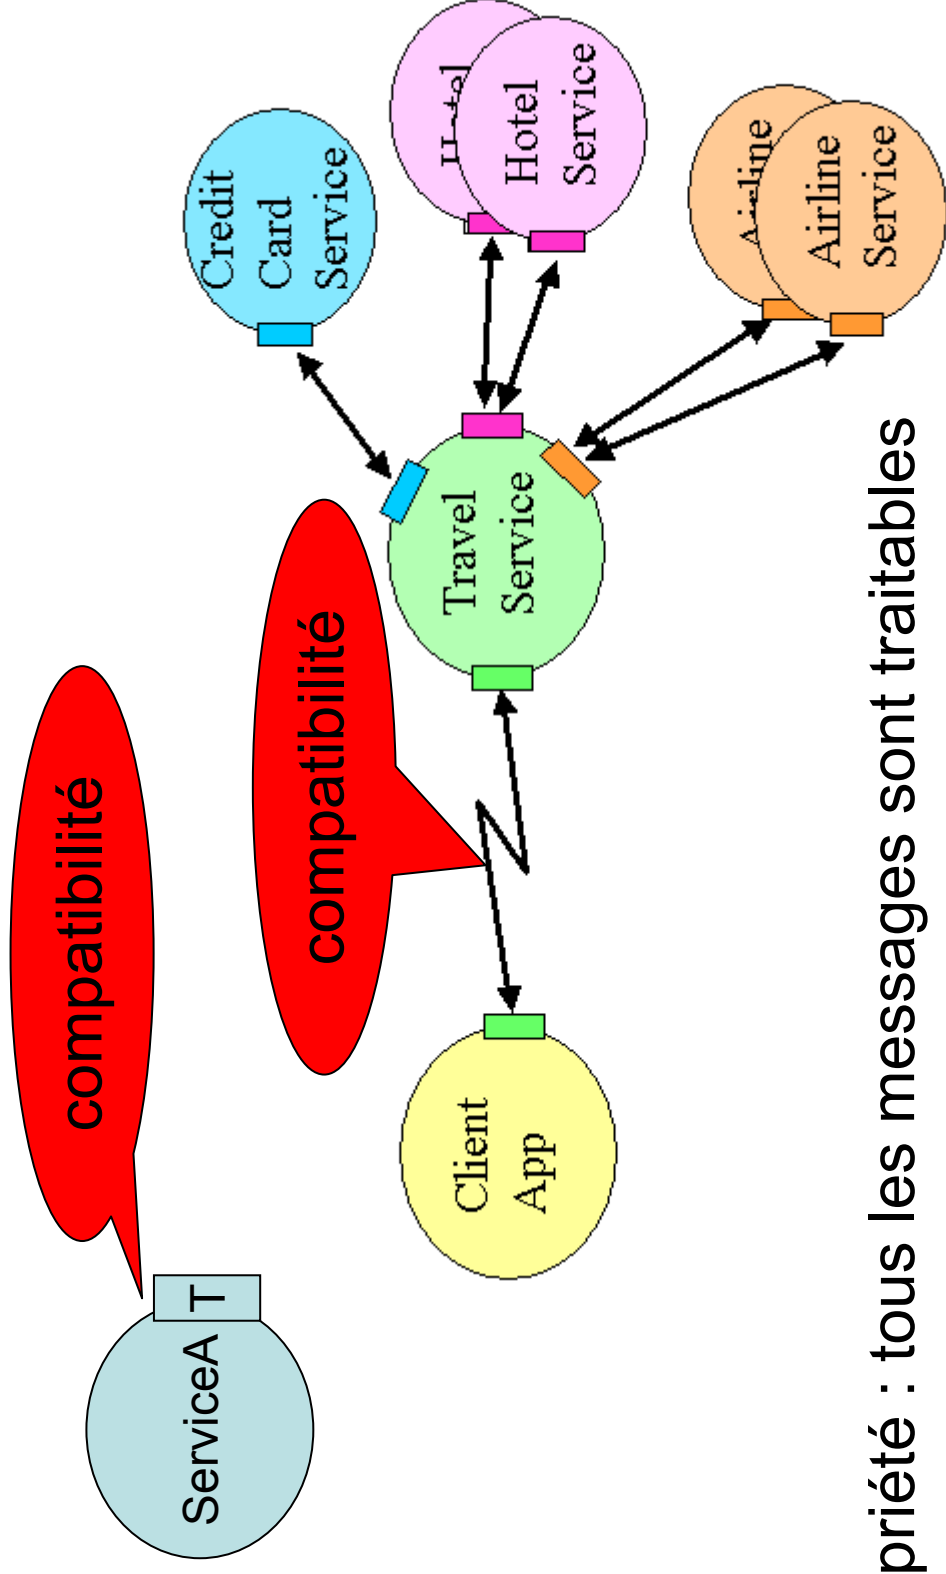 compatibilité
ServiceA
T
compatibilité
Client
App
Travel
Service
Credit
Card
Service
Hotel
Service
Airline
Airline
Service
priété : tous les messages sont traitables